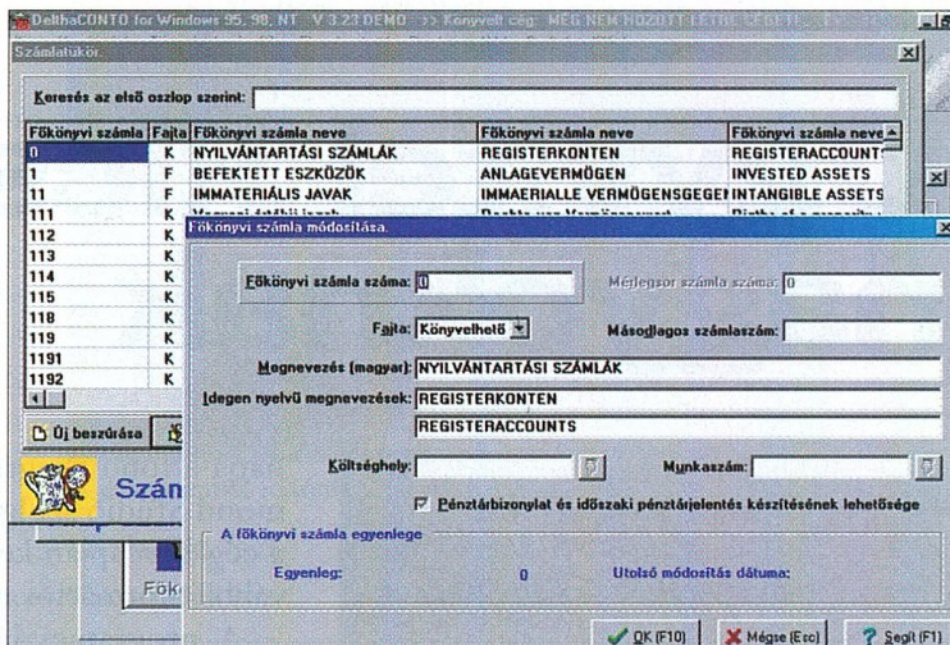 DelthaCONTO for Windows 95, 98, NT V 3.23 DEMO >> Könyvelt cég: MÉG NEM HOZOTT LÉTRE CÉGET!
Számlatükör.
Keresés az első oszlop szerint:
Főkönyvi számla Fajta Főkönyvi számla neve Főkönyvi számla neve Főkönyvi számla neve
0 K NYILVÁNTARTÁSI SZÁMLÁK REGISTERKONTEN REGISTERACCOUNTS
1 F BEFEKTETT ESZKÖZÖK ANLAGEVERMÖGEN INVESTED ASSETS
11 F IMMATERIÁLIS JAVAK IMMAERIALLE VERMÖGENSGEGEN INTANGIBLE ASSETS
111 K
112 K
113 K
114 K
115 K
118 K
119 K
1191 K
1192 K
Új beszúrása
Szám
Főkö
Főkönyvi számla módosítása.
Főkönyvi számla száma: 0 Mérlegsor számla száma: 0
Fajta: Könyvelhető Másodlagos számlaszám:
Megnevezés (magyar): NYILVÁNTARTÁSI SZÁMLÁK
Idegen nyelvű megnevezések: REGISTERKONTEN
REGISTERACCOUNTS
Költséghely: Munkaszám:
Pénztárbizonylat és időszaki pénztárjelentés készítésének lehetősége
A főkönyvi számla egyenlege
Egyenleg: 0 Utolsó módosítás dátuma:
OK (F10) Mégse (Esc) Segít (F1)